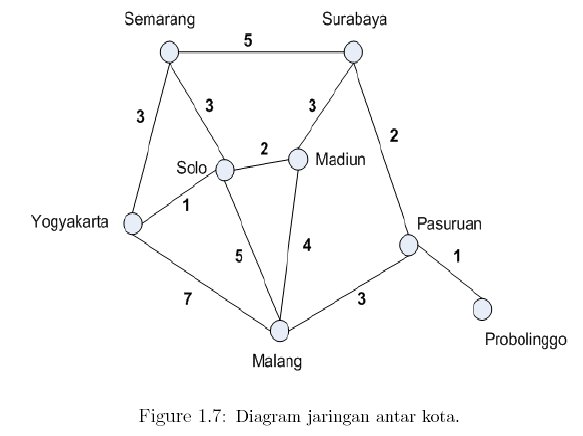 Semarang Surabaya
5
3 3 3
2 2
Solo Madiun
1
Yogyakarta Pasuruan
5 4 1
7 3
Probolinggo
Malang
Figure 1.7: Diagram jaringan antar kota.